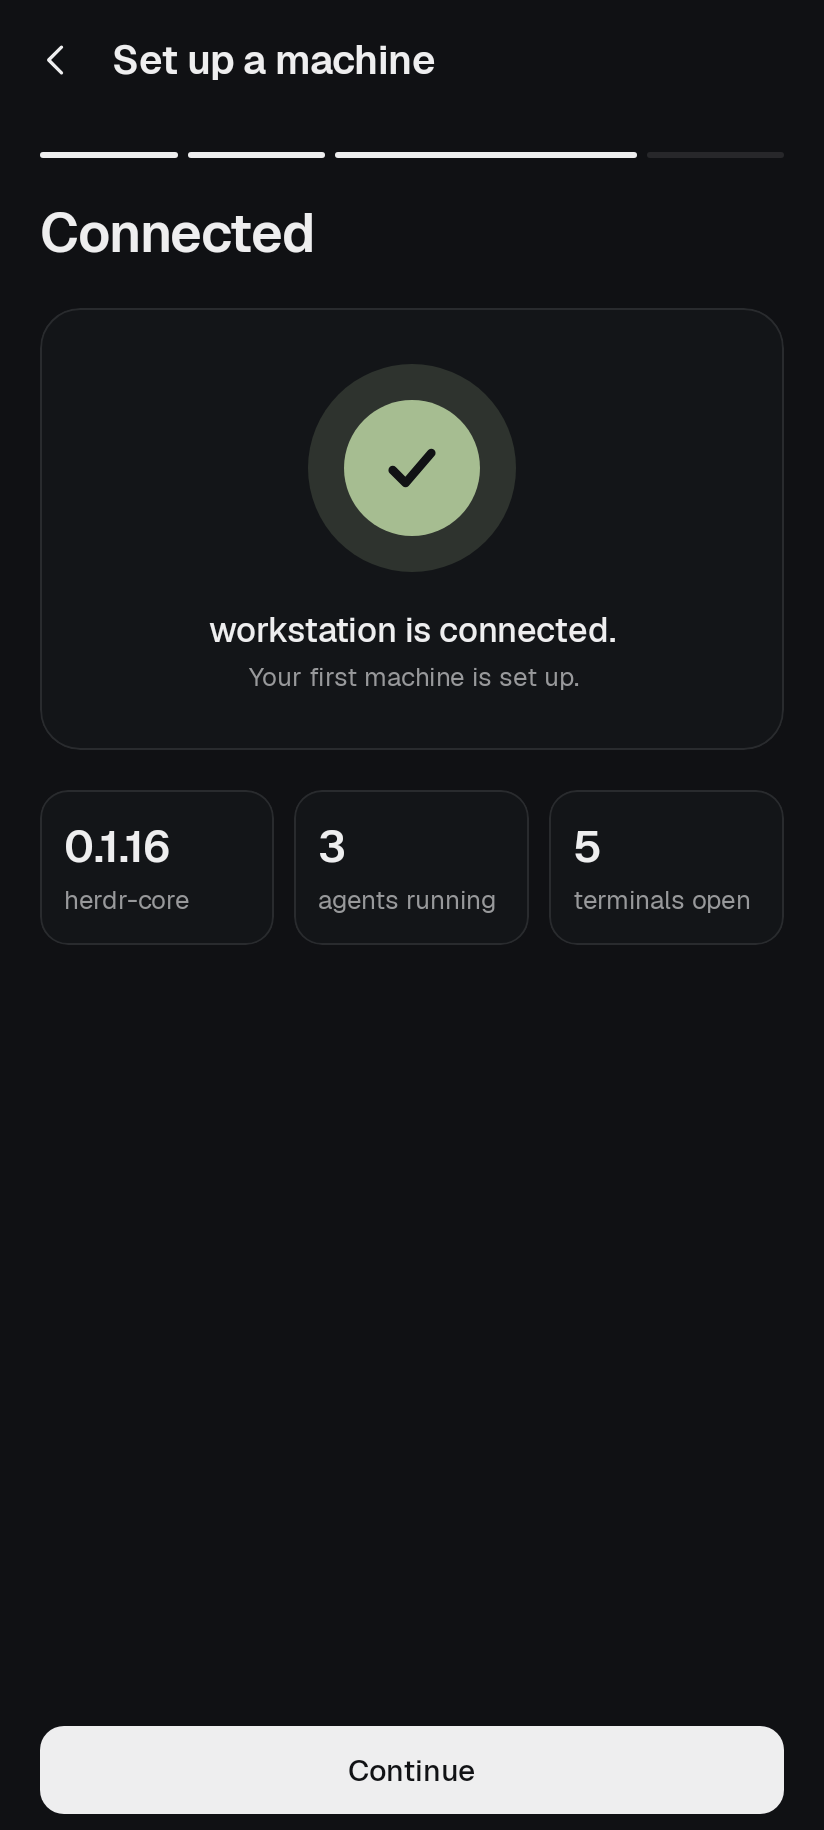 Set up a machine
Connected
workstation is connected.
Your first machine is set up.
0.1.16
herdr-core
3
agents running
5
terminals open
Continue